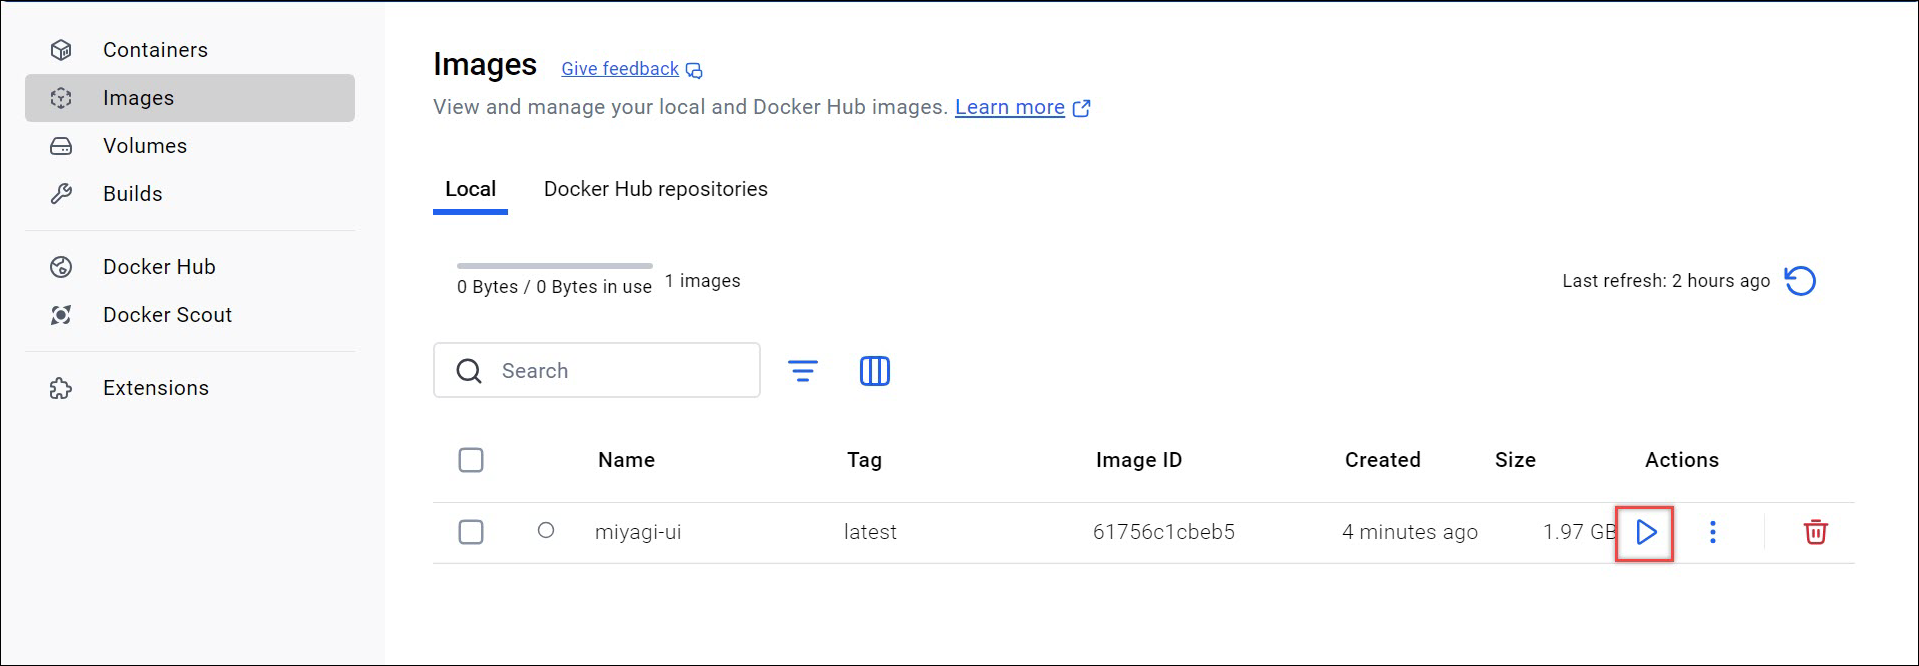 Containers
Images
Volumes
Builds
Docker Hub
Docker Scout
Extensions
Images Give feedback
View and manage your local and Docker Hub images. Learn more
Local Docker Hub repositories
0 Bytes / 0 Bytes in use 1 images
Last refresh: 2 hours ago
Search
Name Tag Image ID Created Size Actions
miyagi-ui latest 61756c1cbeb5 4 minutes ago 1.97 GB